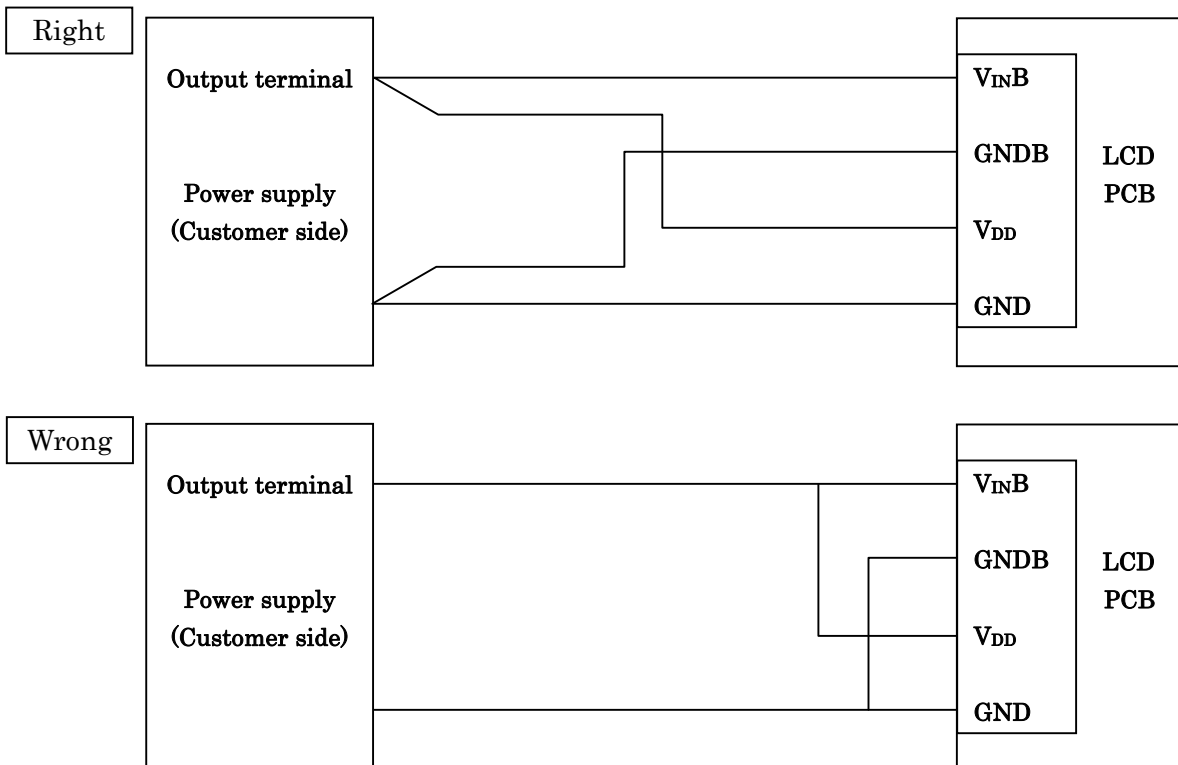 Right
Output terminal
Power supply
(Customer side)
VINB
GNDB
VDD
GND
LCD
PCB
Wrong
Output terminal
Power supply
(Customer side)
VINB
GNDB
VDD
GND
LCD
PCB